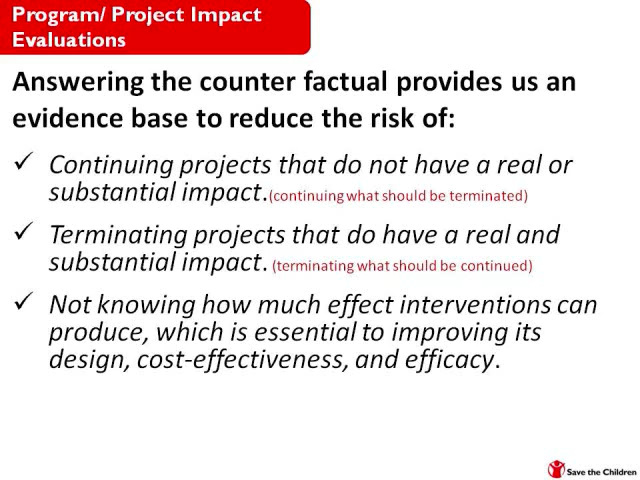 Program/ Project Impact
Evaluations
Answering the counter factual provides us an
evidence base to reduce the risk of:
✓ Continuing projects that do not have a real or
substantial impact.(continuing what should be terminated)
✓ Terminating projects that do have a real and
substantial impact. (terminating what should be continued)
✓ Not knowing how much effect interventions can
produce, which is essential to improving its
design, cost-effectiveness, and efficacy.
Save the Children